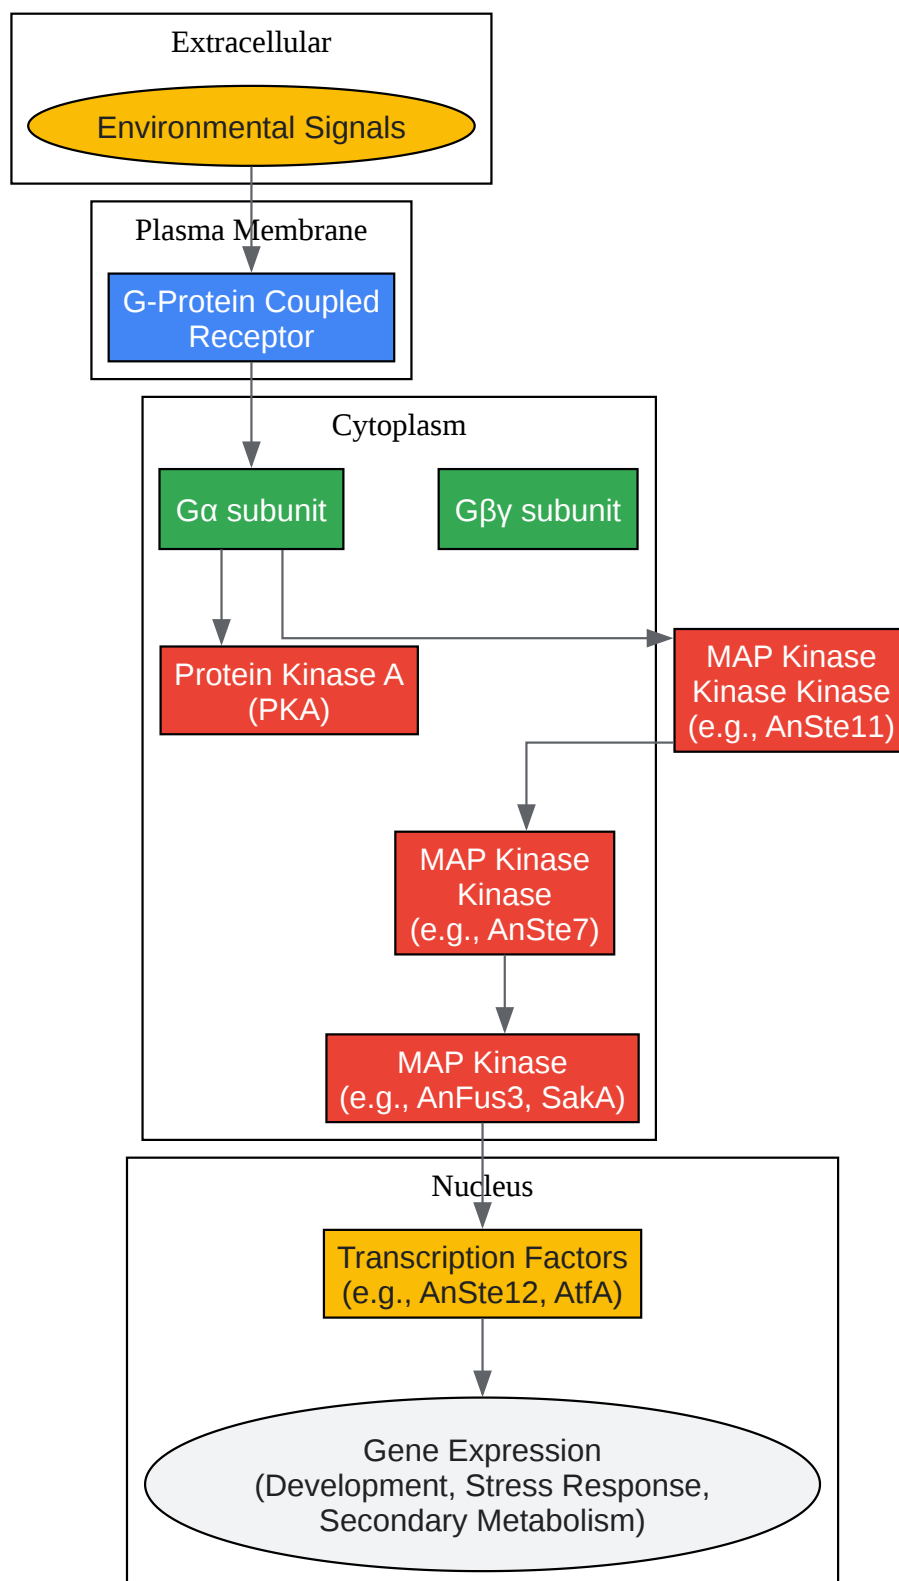 Extracellular
Environmental Signals
Plasma Membrane
G-Protein Coupled
Receptor
Cytoplasm
Gα subunit
Gβγ subunit
Protein Kinase A
(PKA)
MAP Kinase
Kinase Kinase
(e.g., AnSte11)
MAP Kinase
Kinase
(e.g., AnSte7)
MAP Kinase
(e.g., AnFus3, SakA)
Nucleus
Transcription Factors
(e.g., AnSte12, AtfA)
Gene Expression
(Development, Stress Response,
Secondary Metabolism)